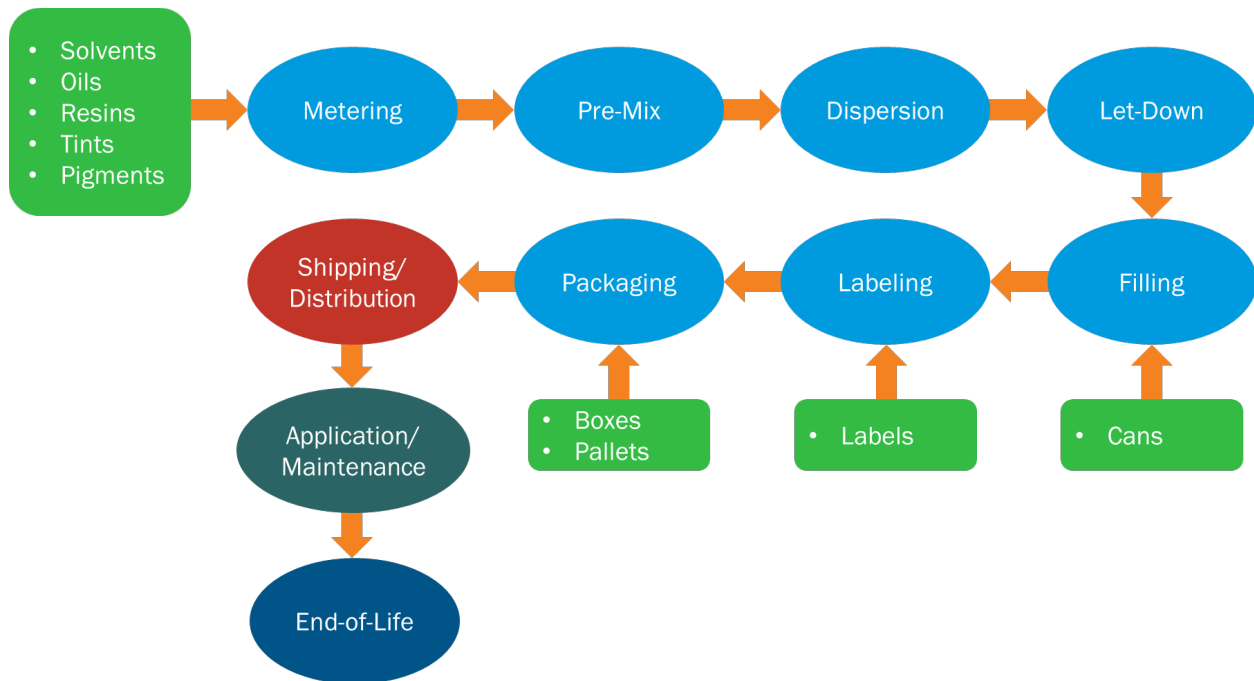 • Solvents
• Oils
• Resins
• Tints
• Pigments
Metering
Pre-Mix
Dispersion
Let-Down
Shipping/
Distribution
Packaging
Labeling
Filling
Application/
Maintenance
• Boxes
• Pallets
• Labels
• Cans
End-of-Life